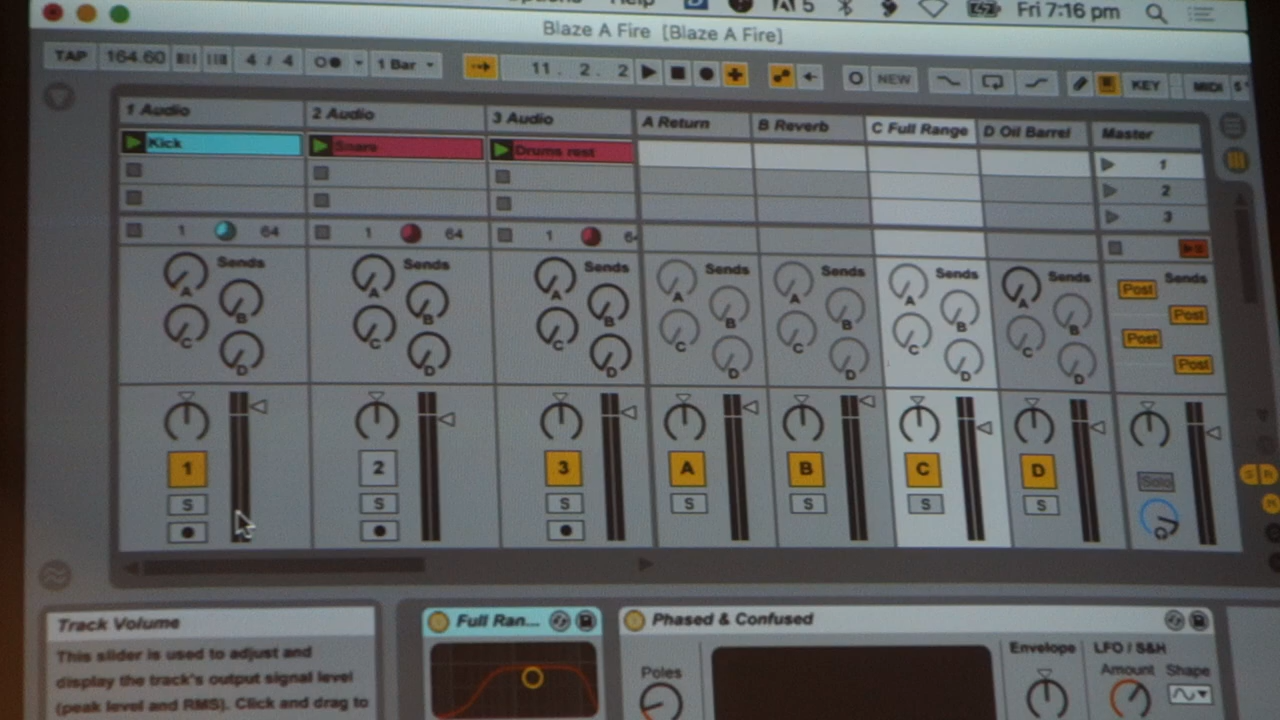 Options Help 5 Fri 7:16 pm
Blaze A Fire [Blaze A Fire]
TAP 164.60 4 / 4 1 Bar 11. 2. 2 NEW KEY MIDI
1 Audio 2 Audio 3 Audio A Return B Reverb C Full Range D Oil Barrel Master
Kick Snare Drums rest 1
2
3
1 64 1 64 1
Sends Sends Sends Sends Sends Sends Sends Sends
A A A A A A A Post
B B B B B B B Post
C C C C C C C Post
D D D D D D D Post
1 2 3 A B C D
S S S S S S S Solo
S R
Track Volume Full Ran... Phased & Confused
This slider is used to adjust and
display the track's output signal level
(peak level and RMS). Click and drag to
Poles Envelope LFO / S&H
Amount Shape